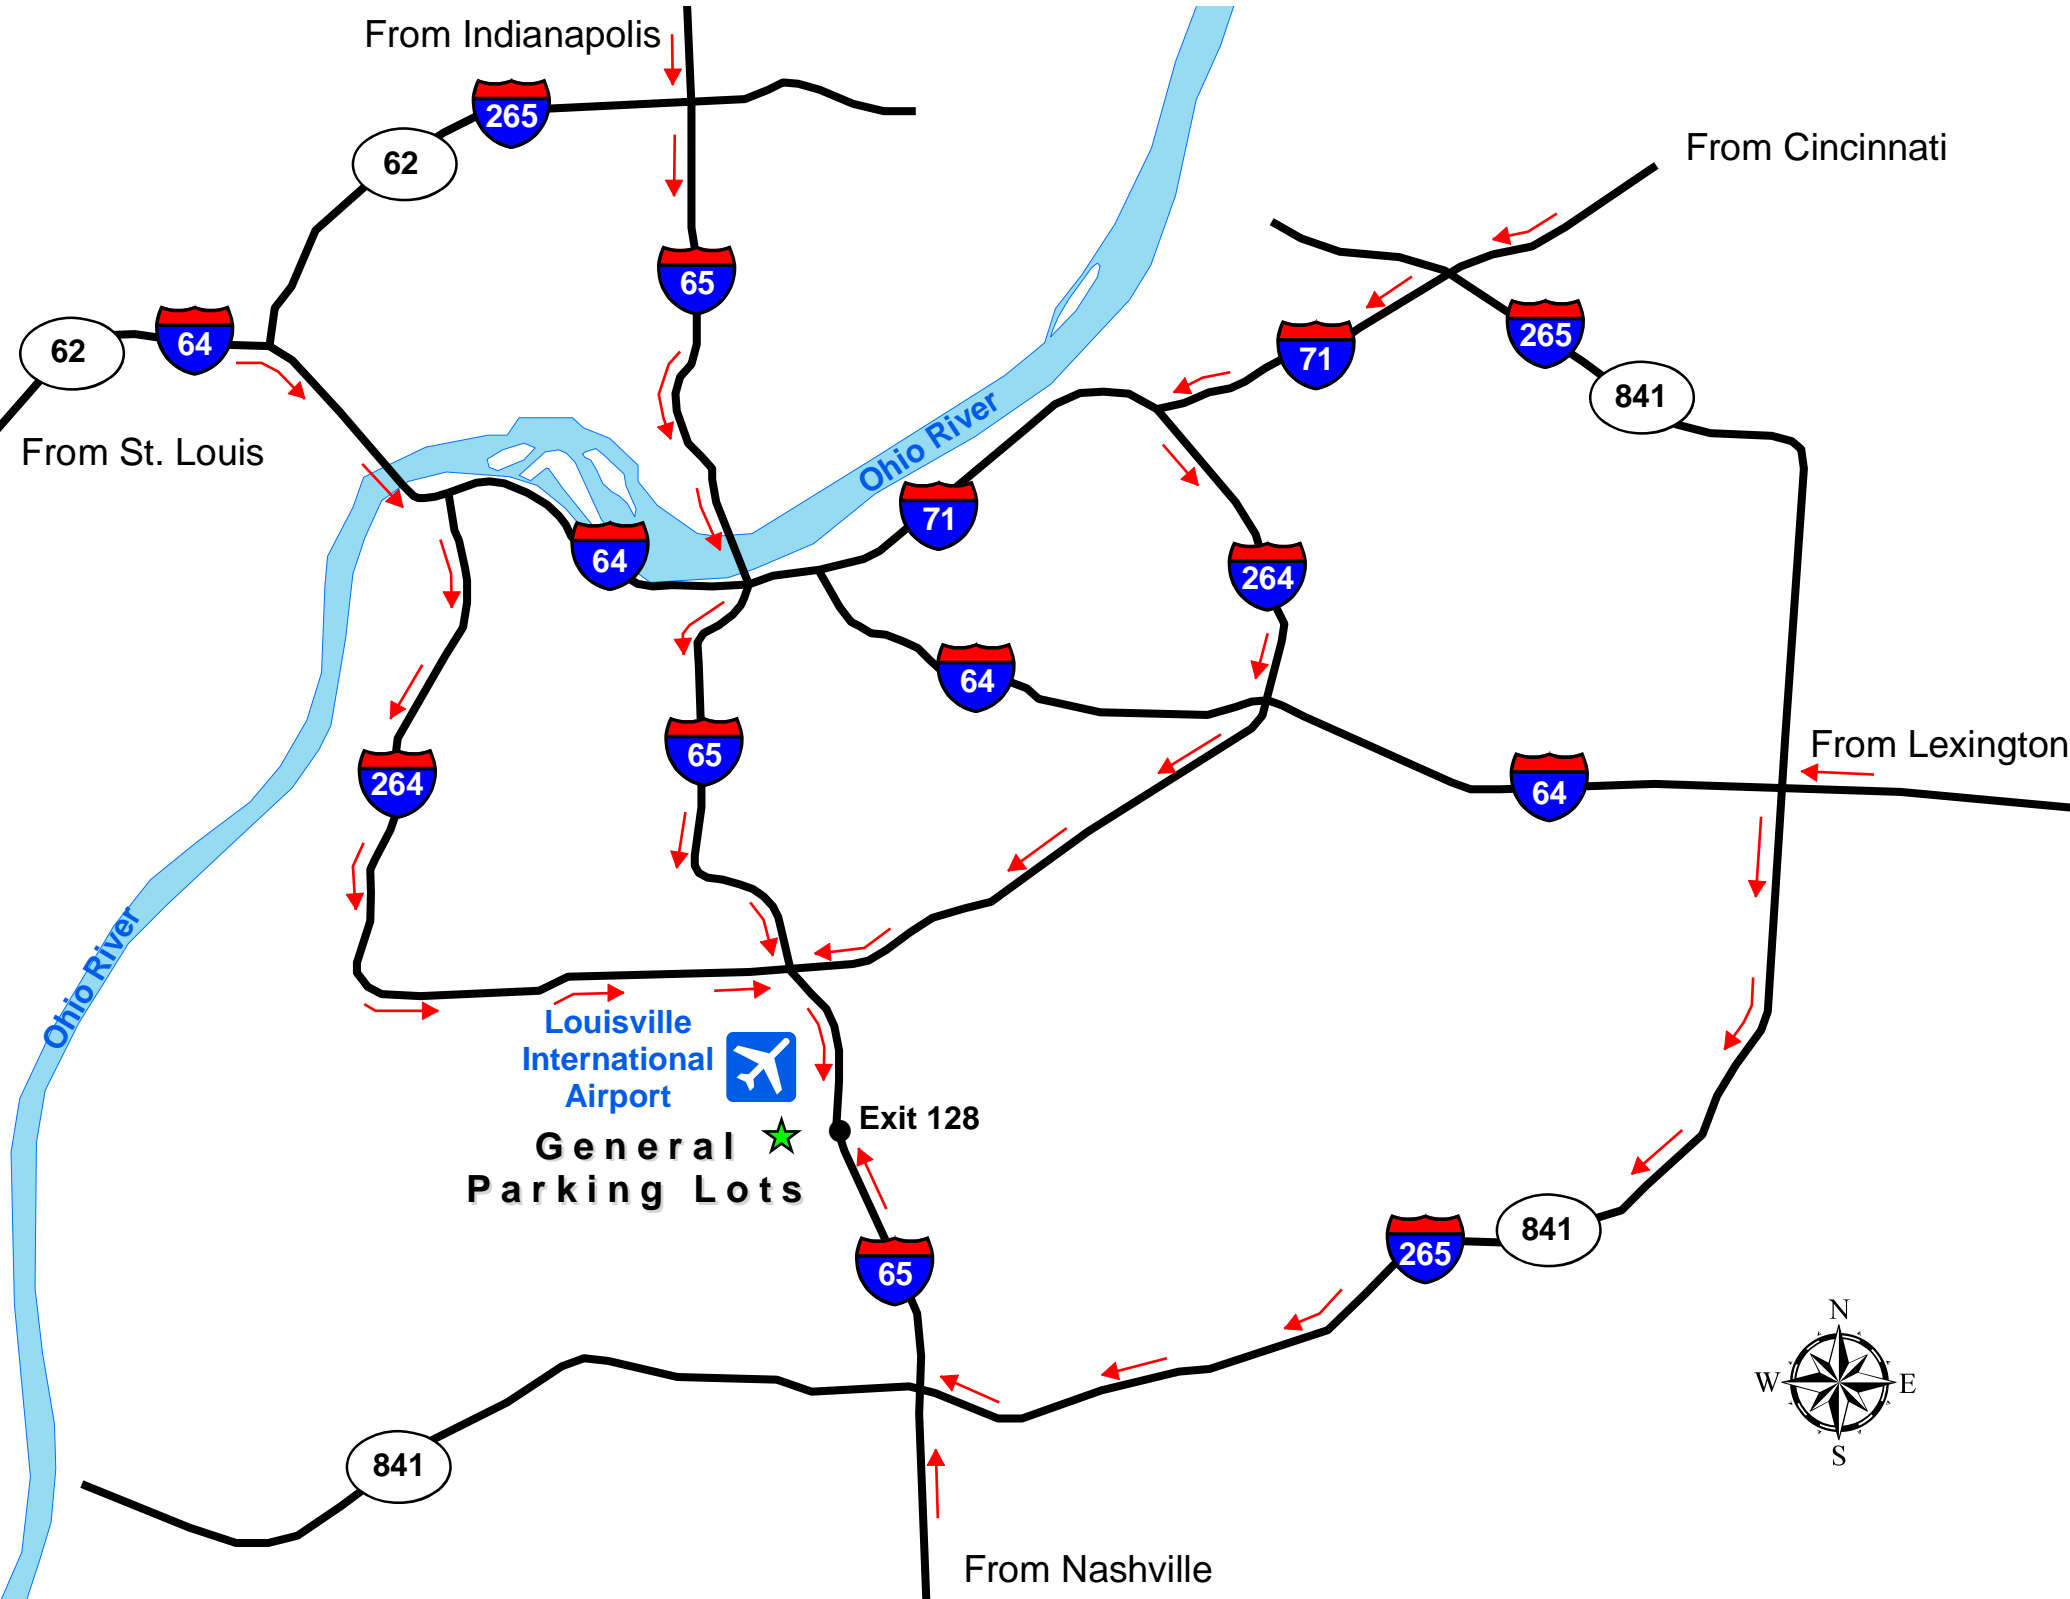 From Indianapolis
265
62
From Cincinnati
65
62
64
265
71
841
From St. Louis
Ohio River
71
64
264
64
65
From Lexington
264
64
Ohio River
Louisville
International
Airport
Exit 128
General
Parking Lots
841
265
65
N
W
E
S
841
From Nashville